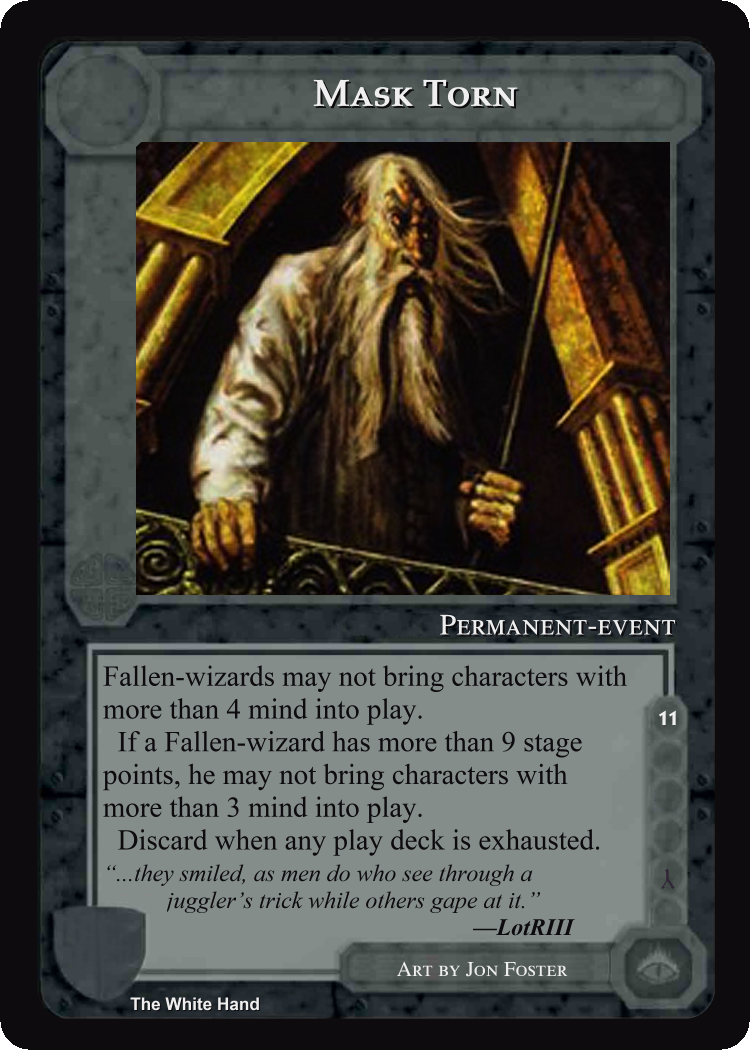 Mask Torn
Permanent-event
Fallen-wizards may not bring characters with
more than 4 mind into play.
If a Fallen-wizard has more than 9 stage
points, he may not bring characters with
more than 3 mind into play.
Discard when any play deck is exhausted.
“...they smiled, as men do who see through a
juggler’s trick while others gape at it.”
—LotRIII
11
Art by Jon Foster
The White Hand